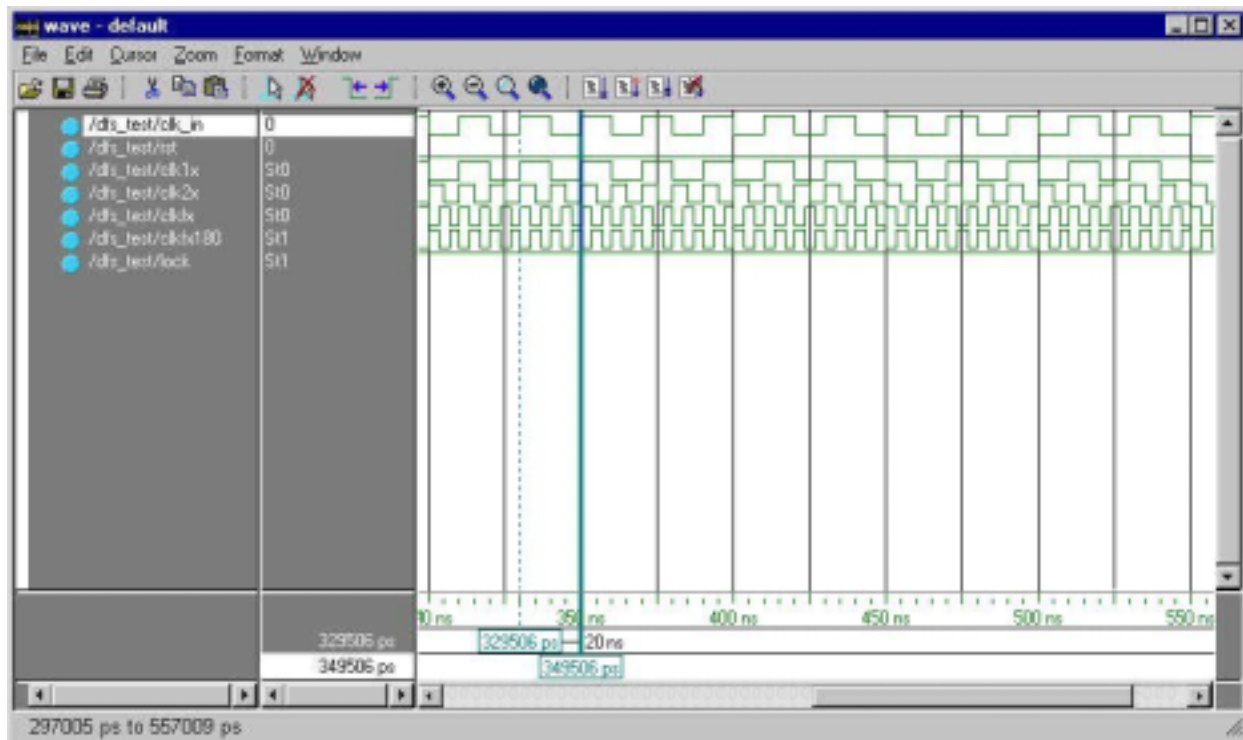 wave - default
File Edit Cursor Zoom Format Window
/dfs_test/clk_in 0
/dfs_test/rst 0
/dfs_test/clk1x St0
/dfs_test/clk2x St0
/dfs_test/clkfx St0
/dfs_test/clkfx180 St1
/dfs_test/lock St1
350 ns 400 ns 450 ns 500 ns 550 ns
329506 ps 329506 ps 20 ns
349506 ps 349506 ps
297005 ps to 557009 ps